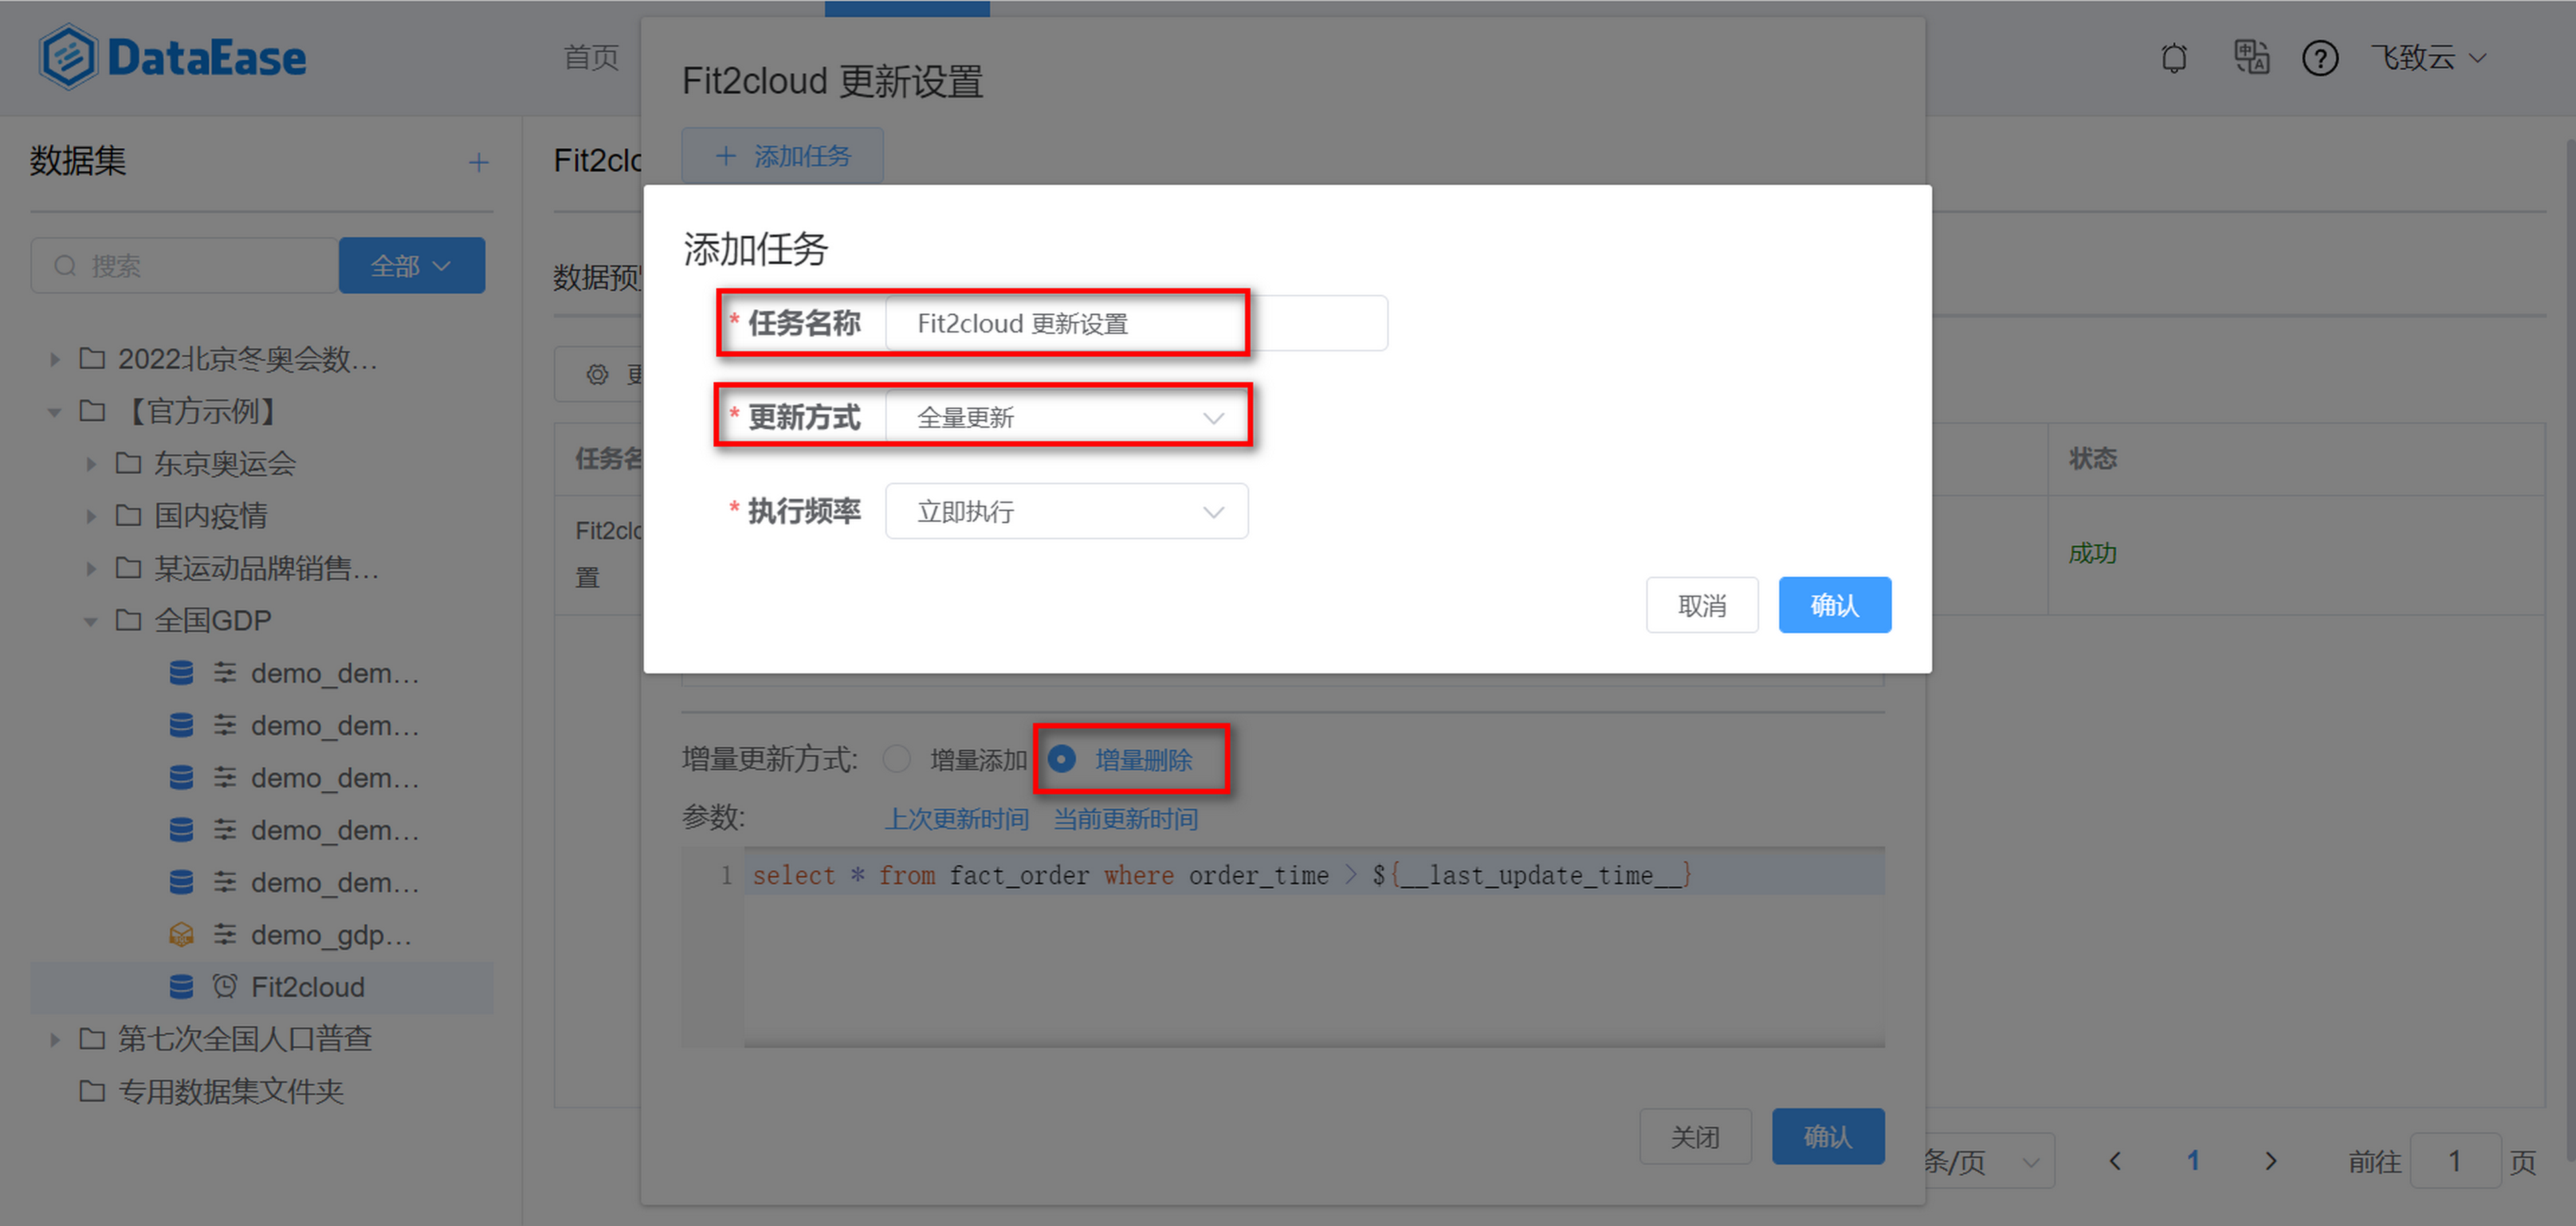 DataEase
首页
飞致云
数据集
搜索
全部
2022北京冬奥会数...
【官方示例】
东京奥运会
国内疫情
某运动品牌销售...
全国GDP
demo_dem...
demo_dem...
demo_dem...
demo_dem...
demo_dem...
demo_gdp...
Fit2cloud
第七次全国人口普查
专用数据集文件夹
Fit2clo
数据预
更
任务名
状态
Fit2clo
置
成功
条/页
1
前往 1 页
Fit2cloud 更新设置
+ 添加任务
添加任务
* 任务名称 Fit2cloud 更新设置
* 更新方式 全量更新
* 执行频率 立即执行
取消
确认
增量更新方式: 增量添加 增量删除
参数: 上次更新时间 当前更新时间
1 select * from fact_order where order_time > ${__last_update_time__}
关闭
确认